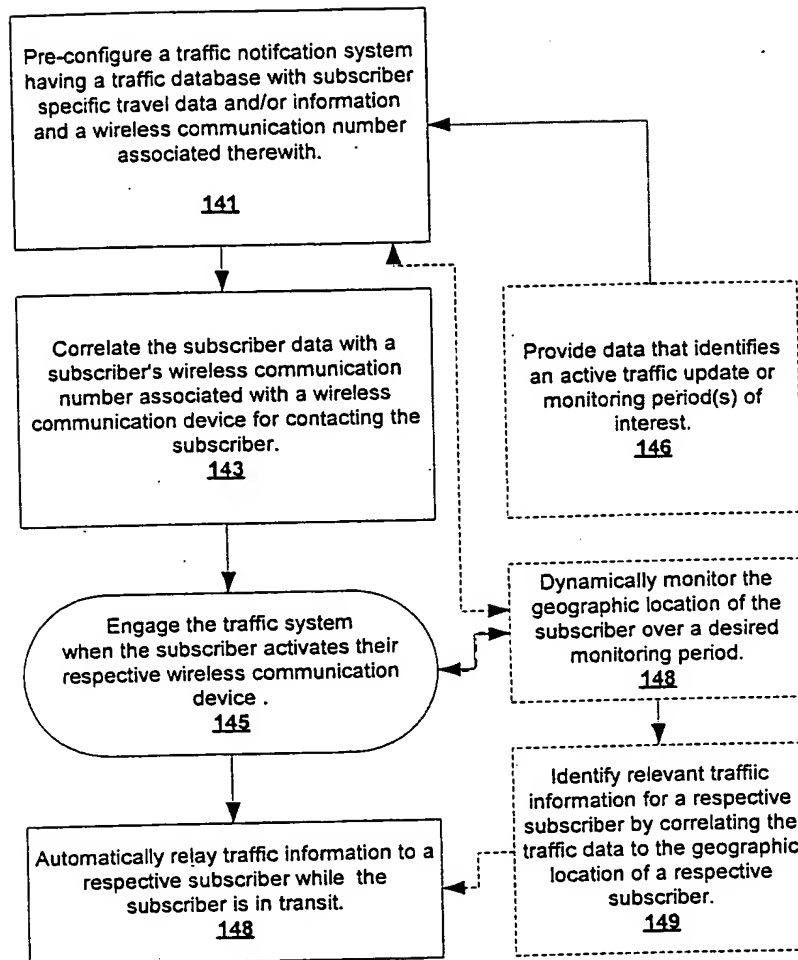 Pre-configure a traffic notifcation system
having a traffic database with subscriber
specific travel data and/or information
and a wireless communication number
associated therewith.
141
Correlate the subscriber data with a
subscriber's wireless communication
number associated with a wireless
communication device for contacting the
subscriber.
143
Provide data that identifies
an active traffic update or
monitoring period(s) of
interest.
146
Engage the traffic system
when the subscriber activates their
respective wireless communication
device .
145
Dynamically monitor the
geographic location of the
subscriber over a desired
monitoring period.
148
Identify relevant traffiic
information for a respective
subscriber by correlating the
traffic data to the geographic
location of a respective
subscriber.
149
Automatically relay traffic information to a
respective subscriber while the
subscriber is in transit.
148